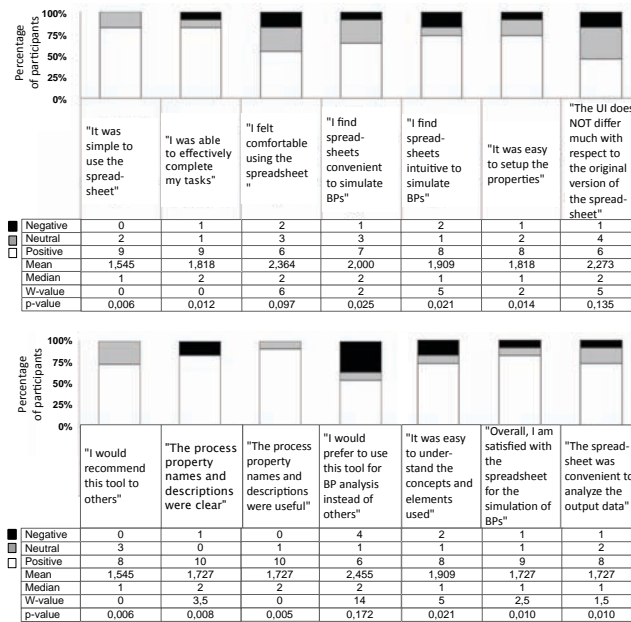 Percentage
of participants
100%
75%
50%
25%
0%
"It was
simple to
use the
spread-
sheet"
"I was able
to effectively
complete
my tasks"
"I felt
comfortable
using the
spreadsheet
"
"I find
spread-
sheets
convenient
to simulate
BPs"
"I find
spread-
sheets
intuitive to
simulate
BPs"
"It was easy
to setup the
properties"
"The UI does
NOT differ
much with
respect to
the original
version of
the spread-
sheet"
Negative 0 1 2 1 2 1 1
Neutral 2 1 3 3 1 2 4
Positive 9 9 6 7 8 8 6
Mean 1,545 1,818 2,364 2,000 1,909 1,818 2,273
Median 1 2 2 2 1 1 2
W-value 0 0 6 2 5 2 5
p-value 0,006 0,012 0,097 0,025 0,021 0,014 0,135
Percentage
of participants
100%
75%
50%
25%
0%
"I would
recommend
this tool to
others"
"The process
property
names and
descriptions
were clear"
"The process
property
names and
descriptions
were useful"
"I would
prefer to use
this tool for
BP analysis
instead of
others"
"It was easy
to under-
stand the
concepts and
elements
used"
"Overall, I am
satisfied with
the
spreadsheet
for the
simulation of
BPs"
"The spread-
sheet was
convenient to
analyze the
output data"
Negative 0 1 0 4 2 1 1
Neutral 3 0 1 1 1 1 2
Positive 8 10 10 6 8 9 8
Mean 1,545 1,727 1,727 2,455 1,909 1,727 1,727
Median 1 2 2 2 1 1 1
W-value 0 3,5 0 14 5 2,5 1,5
p-value 0,006 0,008 0,005 0,172 0,021 0,010 0,010